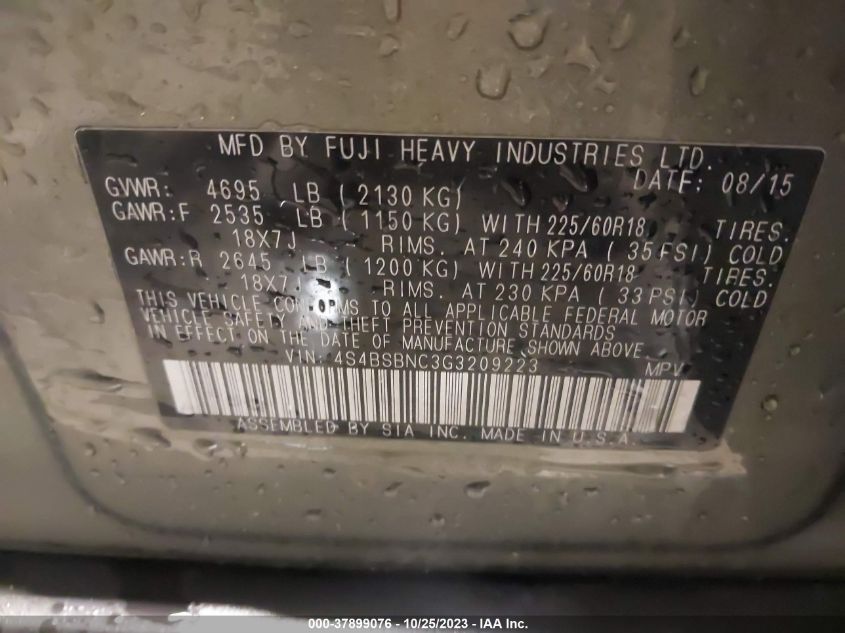 MFD BY FUJI HEAVY INDUSTRIES LTD.
DATE: 08/15
GVWR: 4695 LB ( 2130 KG)
GAWR:F 2535 LB ( 1150 KG) WITH 225/60R18 TIRES.
18X7J RIMS. AT 240 KPA ( 35 PSI) COLD
GAWR:R 2645 LB ( 1200 KG) WITH 225/60R18 TIRES.
18X7J RIMS. AT 230 KPA ( 33 PSI) COLD
THIS VEHICLE CONFORMS TO ALL APPLICABLE FEDERAL MOTOR
VEHICLE SAFETY AND THEFT PREVENTION STANDARDS
IN EFFECT ON THE DATE OF MANUFACTURE SHOWN ABOVE.
VIN: 4S4BSBNC3G3209223 MPV
ASSEMBLED BY SIA INC. MADE IN U.S.A.
000-37899076 - 10/25/2023 - IAA Inc.